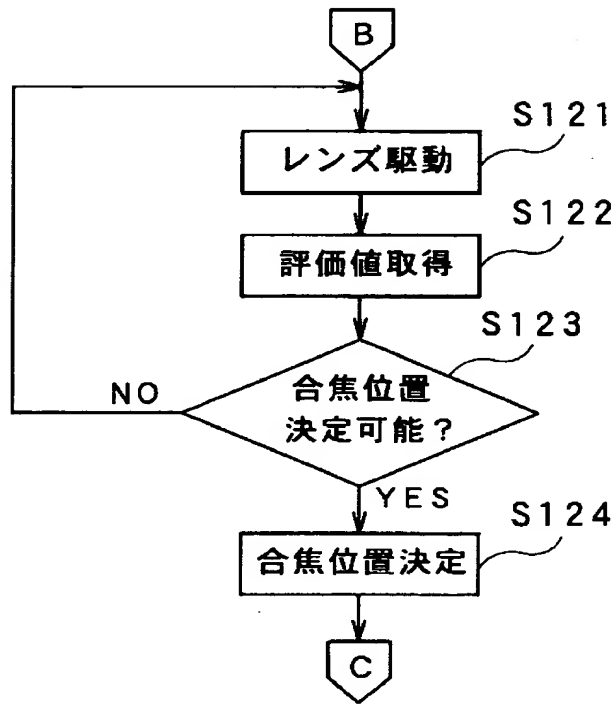 B
S121
レンズ駆動
S122
評価値取得
S123
合焦位置
決定可能？
NO
YES
S124
合焦位置決定
C